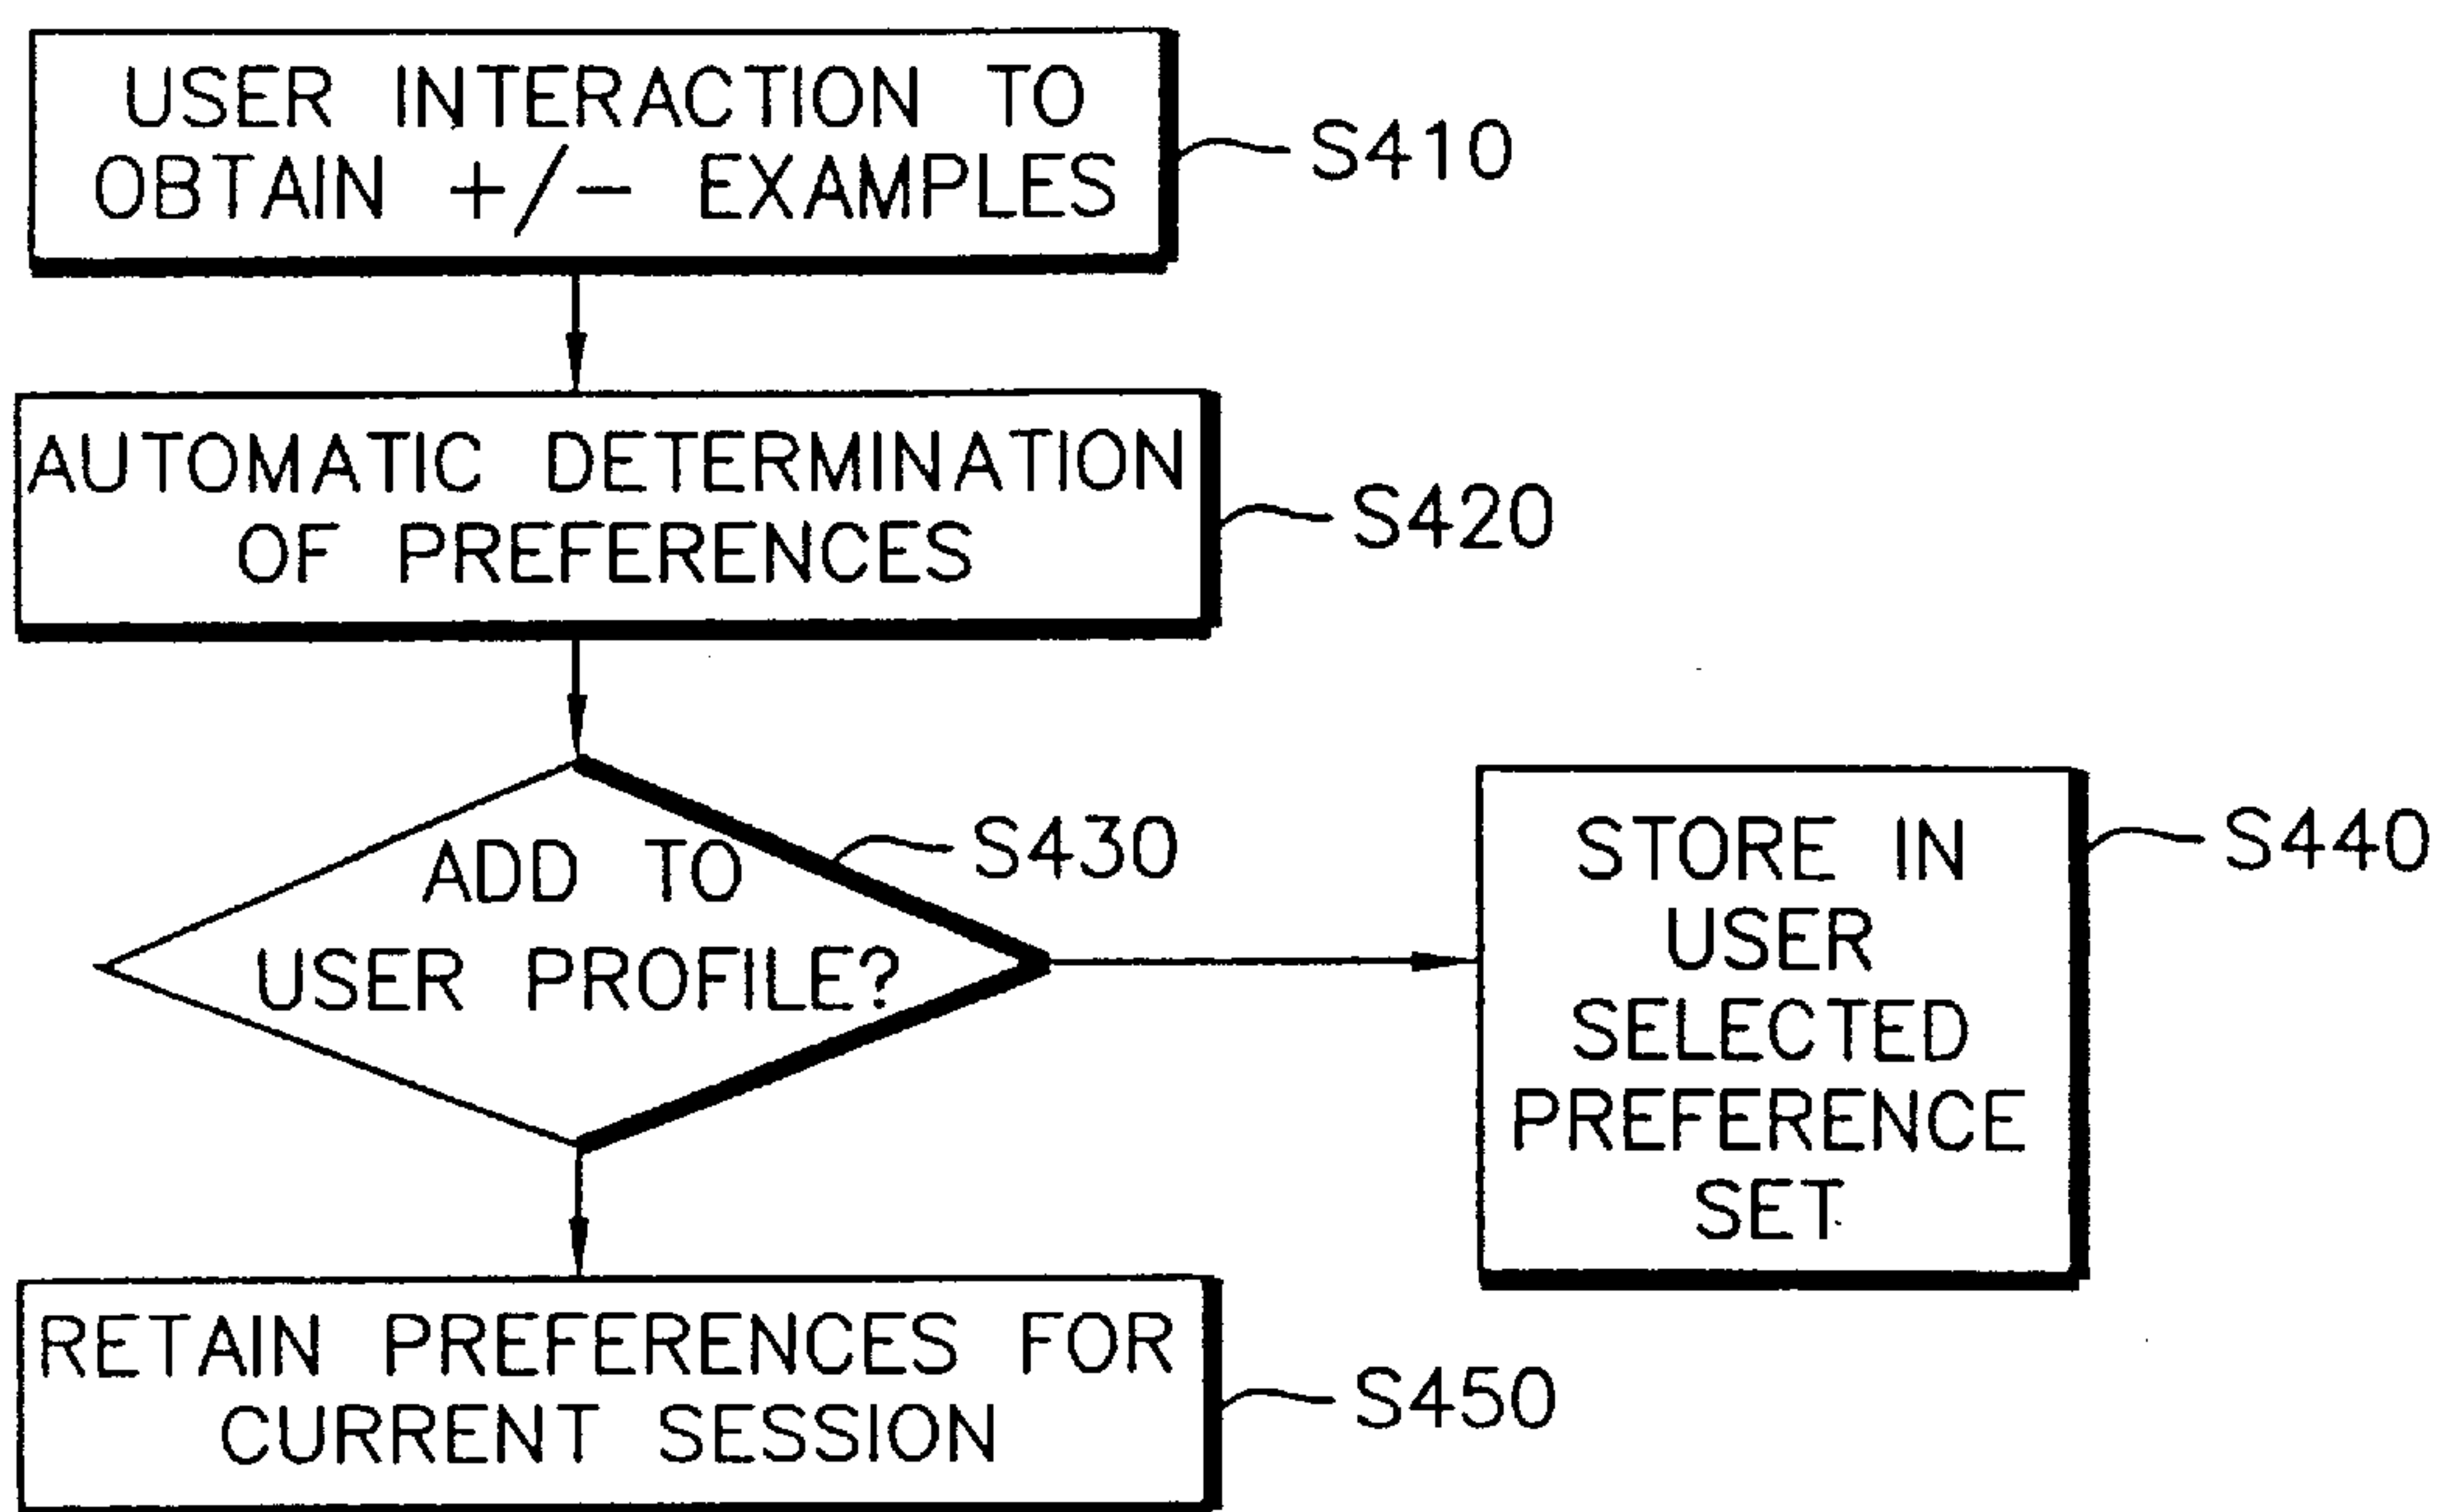 USER INTERACTION TO
OBTAIN +/- EXAMPLES
S410
AUTOMATIC DETERMINATION
OF PREFERENCES
S420
ADD TO
USER PROFILE?
S430
STORE IN
USER
SELECTED
PREFERENCE
SET
S440
RETAIN PREFERENCES FOR
CURRENT SESSION
S450